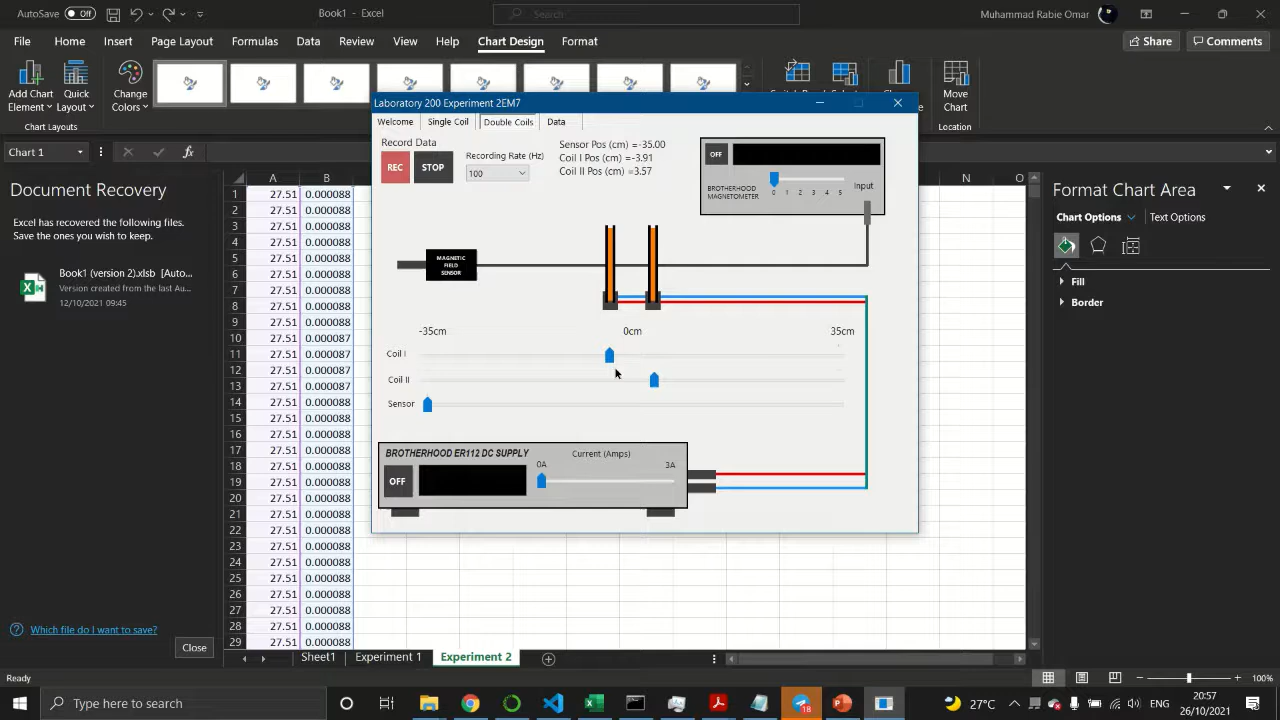 AutoSave Off Book1 - Excel Search Muhammad Rabie Omar
File Home Insert Page Layout Formulas Data Review View Help Chart Design Format Share Comments
Add Chart Element Quick Layout Change Colors Move Chart
Chart Layouts Location
Chart 1 fx
Document Recovery
Excel has recovered the following files.
Save the ones you wish to keep.
Book1 (version 2).xlsb [Auto...
Version created from the last Au...
12/10/2021 09:45
Which file do I want to save?
Close
A B N O
1 27.51 0.000088
2 27.51 0.000088
3 27.51 0.000088
4 27.51 0.000088
5 27.51 0.000088
6 27.51 0.000088
7 27.51 0.000088
8 27.51 0.000088
9 27.51 0.000088
10 27.51 0.000087
11 27.51 0.000088
12 27.51 0.000087
13 27.51 0.000087
14 27.51 0.000088
15 27.51 0.000088
16 27.51 0.000088
17 27.51 0.000088
18 27.51 0.000088
19 27.51 0.000088
20 27.51 0.000088
21 27.51 0.000088
22 27.51 0.000088
23 27.51 0.000088
24 27.51 0.000088
25 27.51 0.000088
26 27.51 0.000088
27 27.51 0.000088
28 27.51 0.000088
29 27.51 0.000088
Laboratory 200 Experiment 2EM7
Welcome Single Coil Double Coils Data
Record Data
REC STOP
Recording Rate (Hz)
100
Sensor Pos (cm) =-35.00
Coil I Pos (cm) =-3.91
Coil II Pos (cm) =3.57
OFF
BROTHERHOOD
MAGNETOMETER
0 1 2 3 4 5
Input
MAGNETIC
FIELD
SENSOR
-35cm 0cm 35cm
Coil I
Coil II
Sensor
BROTHERHOOD ER112 DC SUPPLY Current (Amps)
0A 3A
OFF
Format Chart Area
Chart Options Text Options
Fill
Border
Sheet1 Experiment 1 Experiment 2
Ready 100%
Type here to search 18 27°C ENG 20:57
26/10/2021